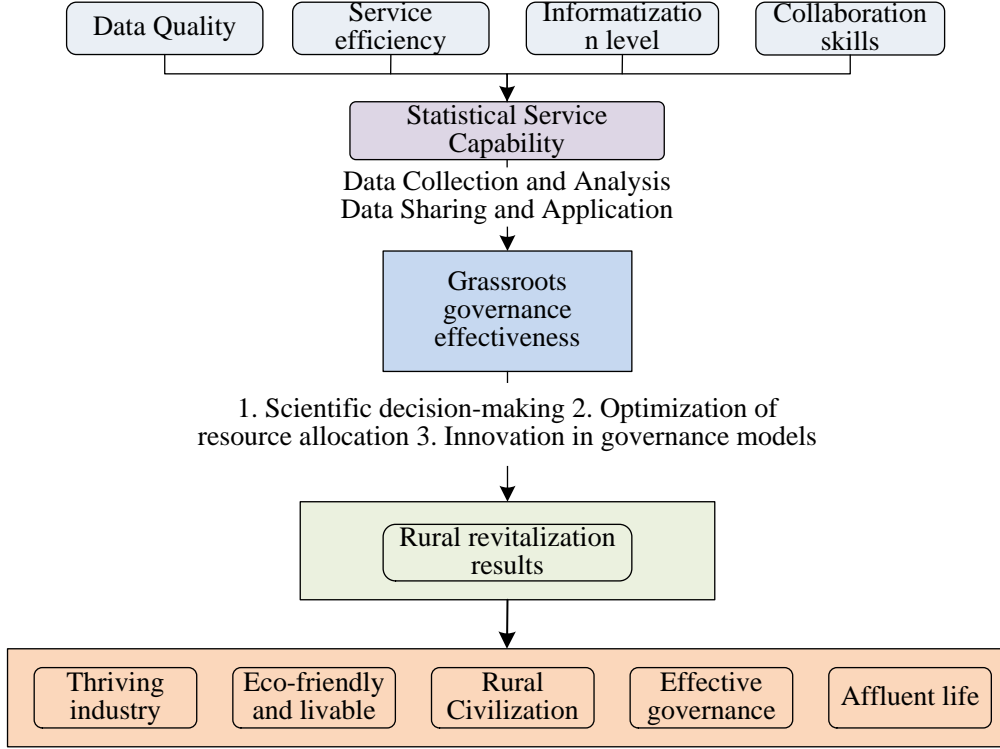 Data Quality
Service
efficiency
Informatizatio
n level
Collaboration
skills
Statistical Service
Capability
Data Collection and Analysis
Data Sharing and Application
Grassroots
governance
effectiveness
1. Scientific decision-making 2. Optimization of
resource allocation 3. Innovation in governance models
Rural revitalization
results
Thriving
industry
Eco-friendly
and livable
Rural
Civilization
Effective
governance
Affluent life